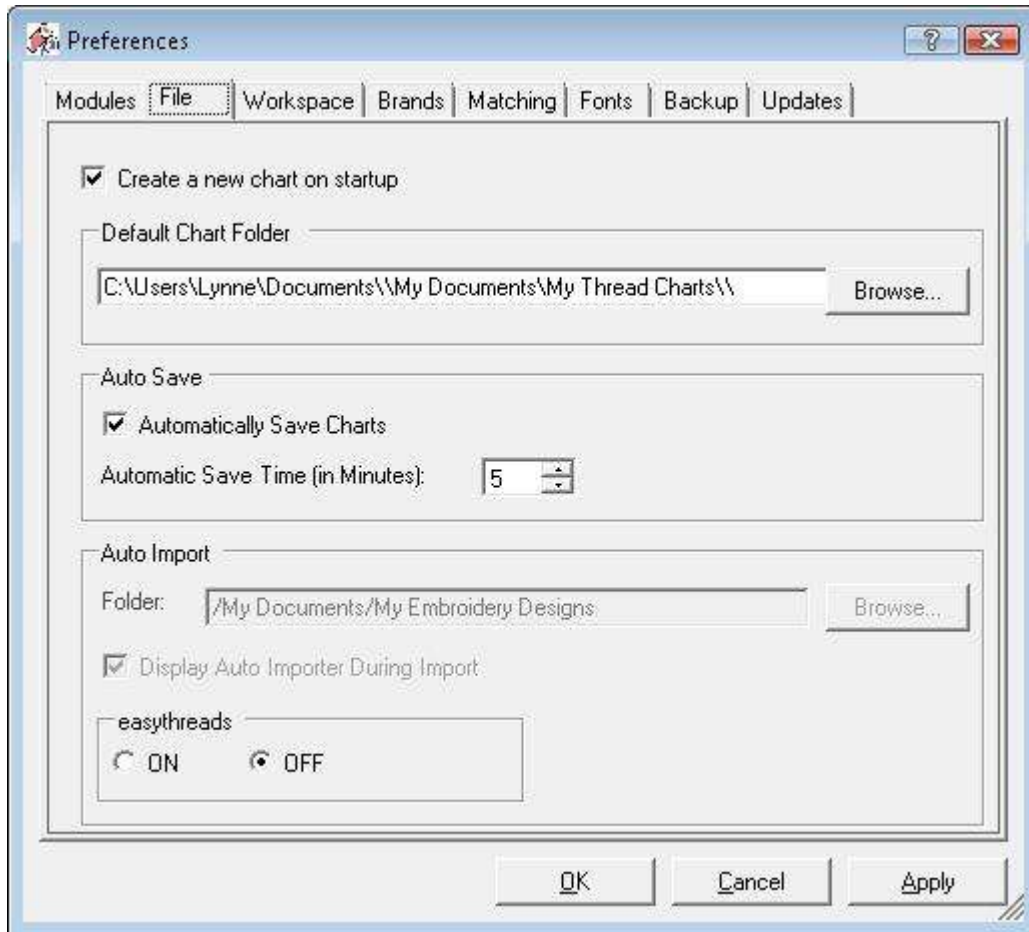 Preferences
Modules File Workspace Brands Matching Fonts Backup Updates
Create a new chart on startup
Default Chart Folder
C:\Users\Lynne\Documents\\My Documents\My Thread Charts\\ Browse...
Auto Save
Automatically Save Charts
Automatic Save Time (in Minutes): 5
Auto Import
Folder: /My Documents/My Embroidery Designs Browse...
Display Auto Importer During Import
easythreads
ON OFF
OK Cancel Apply